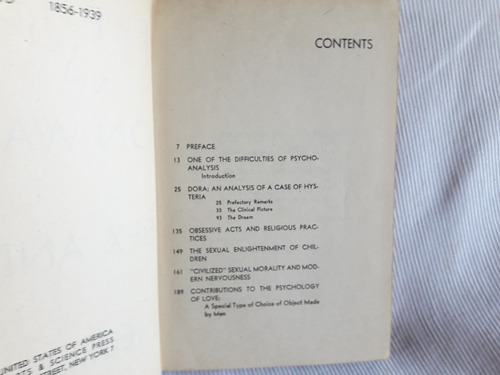 1856-1939
CONTENTS
7 PREFACE
13 ONE OF THE DIFFICULTIES OF PSYCHO-
ANALYSIS
Introduction
25 DORA: AN ANALYSIS OF A CASE OF HYS-
TERIA
25 Prefactory Remarks
33 The Clinical Picture
93 The Dream
135 OBSESSIVE ACTS AND RELIGIOUS PRAC-
TICES
149 THE SEXUAL ENLIGHTENMENT OF CHIL-
DREN
161 "CIVILIZED" SEXUAL MORALITY AND MOD-
ERN NERVOUSNESS
189 CONTRIBUTIONS TO THE PSYCHOLOGY
OF LOVE:
A Special Type of Choice of Object Made
by Men
UNITED STATES OF AMERICA
& SCIENCE PRESS
STREET, NEW YORK 7